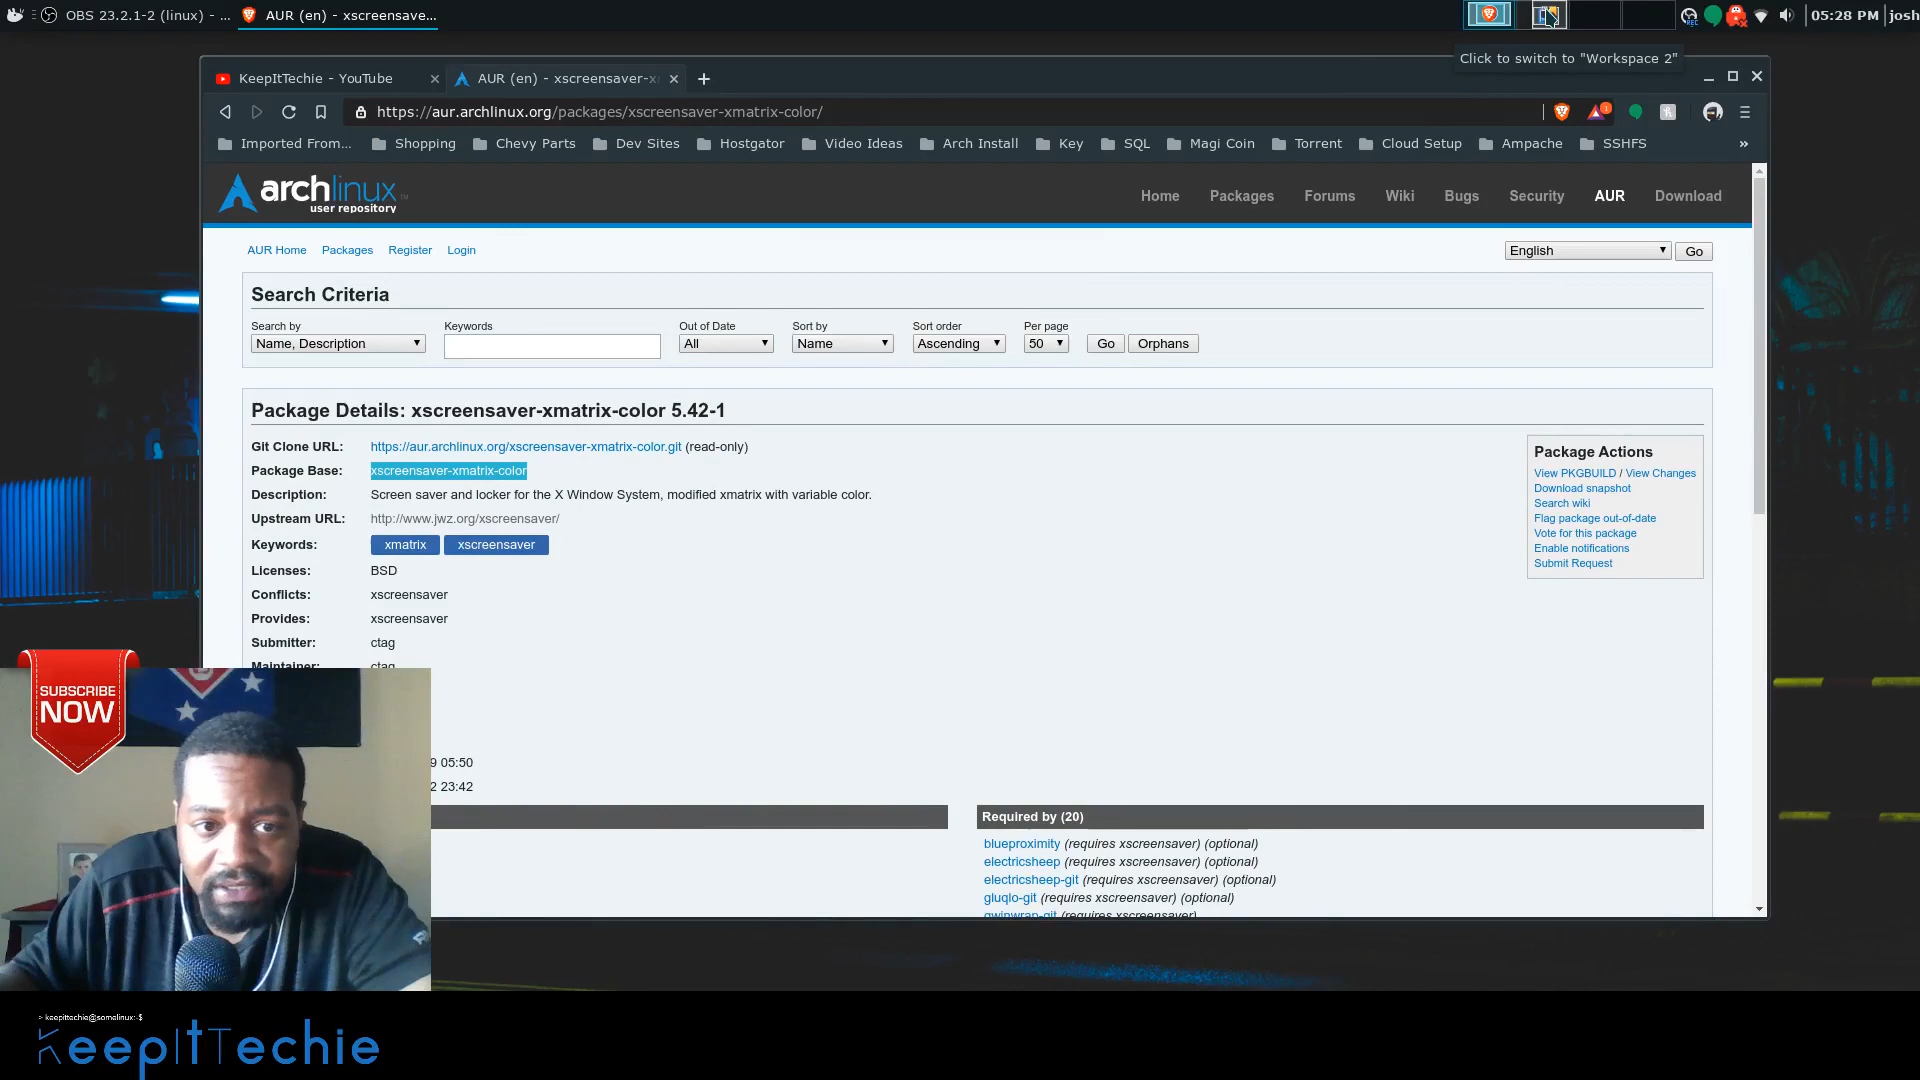 OBS 23.2.1-2 (linux) - ...
AUR (en) - xscreensave...
05:28 PM
josh
Click to switch to "Workspace 2"
KeepItTechie - YouTube
AUR (en) - xscreensaver-x
https://aur.archlinux.org/packages/xscreensaver-xmatrix-color/
Imported From...
Shopping
Chevy Parts
Dev Sites
Hostgator
Video Ideas
Arch Install
Key
SQL
Magi Coin
Torrent
Cloud Setup
Ampache
SSHFS
»
archlinux
user repository
Home
Packages
Forums
Wiki
Bugs
Security
AUR
Download
AUR Home
Packages
Register
Login
English
Go
Search Criteria
Search by
Keywords
Out of Date
Sort by
Sort order
Per page
Name, Description
All
Name
Ascending
50
Go
Orphans
Package Details: xscreensaver-xmatrix-color 5.42-1
Git Clone URL: https://aur.archlinux.org/xscreensaver-xmatrix-color.git (read-only)
Package Base: xscreensaver-xmatrix-color
Description: Screen saver and locker for the X Window System, modified xmatrix with variable color.
Upstream URL: http://www.jwz.org/xscreensaver/
Keywords: xmatrix xscreensaver
Licenses: BSD
Conflicts: xscreensaver
Provides: xscreensaver
Submitter: ctag
Maintainer: ctag
9 05:50
2 23:42
Package Actions
View PKGBUILD / View Changes
Download snapshot
Search wiki
Flag package out-of-date
Vote for this package
Enable notifications
Submit Request
Required by (20)
blueproximity (requires xscreensaver) (optional)
electricsheep (requires xscreensaver) (optional)
electricsheep-git (requires xscreensaver) (optional)
gluqlo-git (requires xscreensaver) (optional)
gwinwrap-git (requires xscreensaver)
SUBSCRIBE
NOW
> keepittechie@somelinux:-$
KeepItTechie